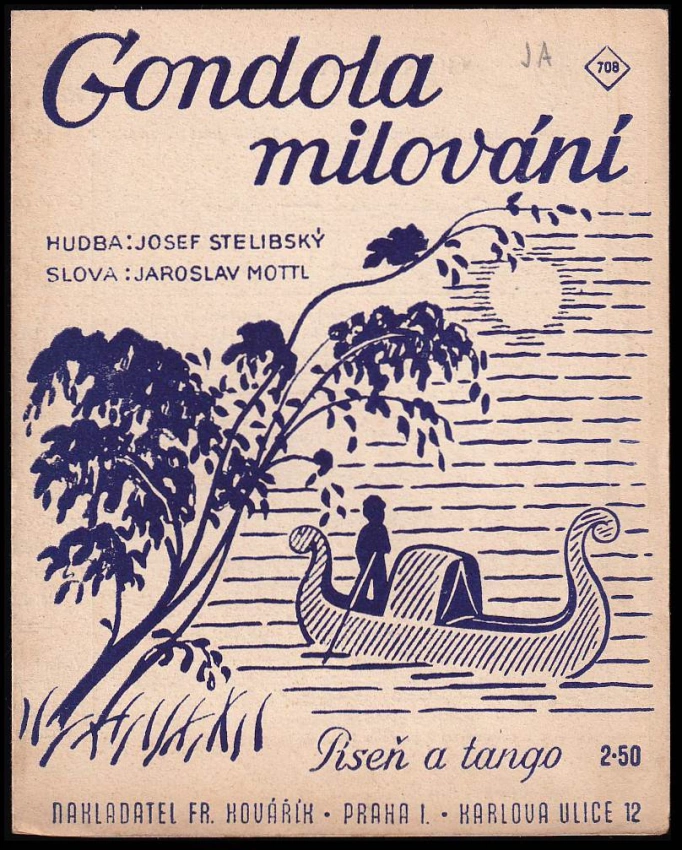 Gondola
milování
JA
708
HUDBA: JOSEF STELIBSKÝ
SLOVA: JAROSLAV MOTTL
Píseň a tango 2·50
NAKLADATEL FR. KOVÁŘÍK • PRAHA I. • KARLOVA ULICE 12